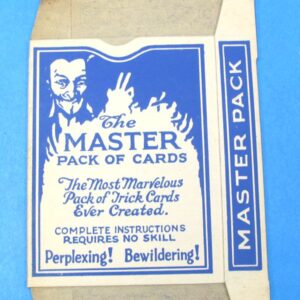 The
MASTER
PACK OF CARDS
The Most Marvelous
Pack of Trick Cards
Ever Created.
COMPLETE INSTRUCTIONS
REQUIRES NO SKILL
Perplexing! Bewildering!
MASTER PACK